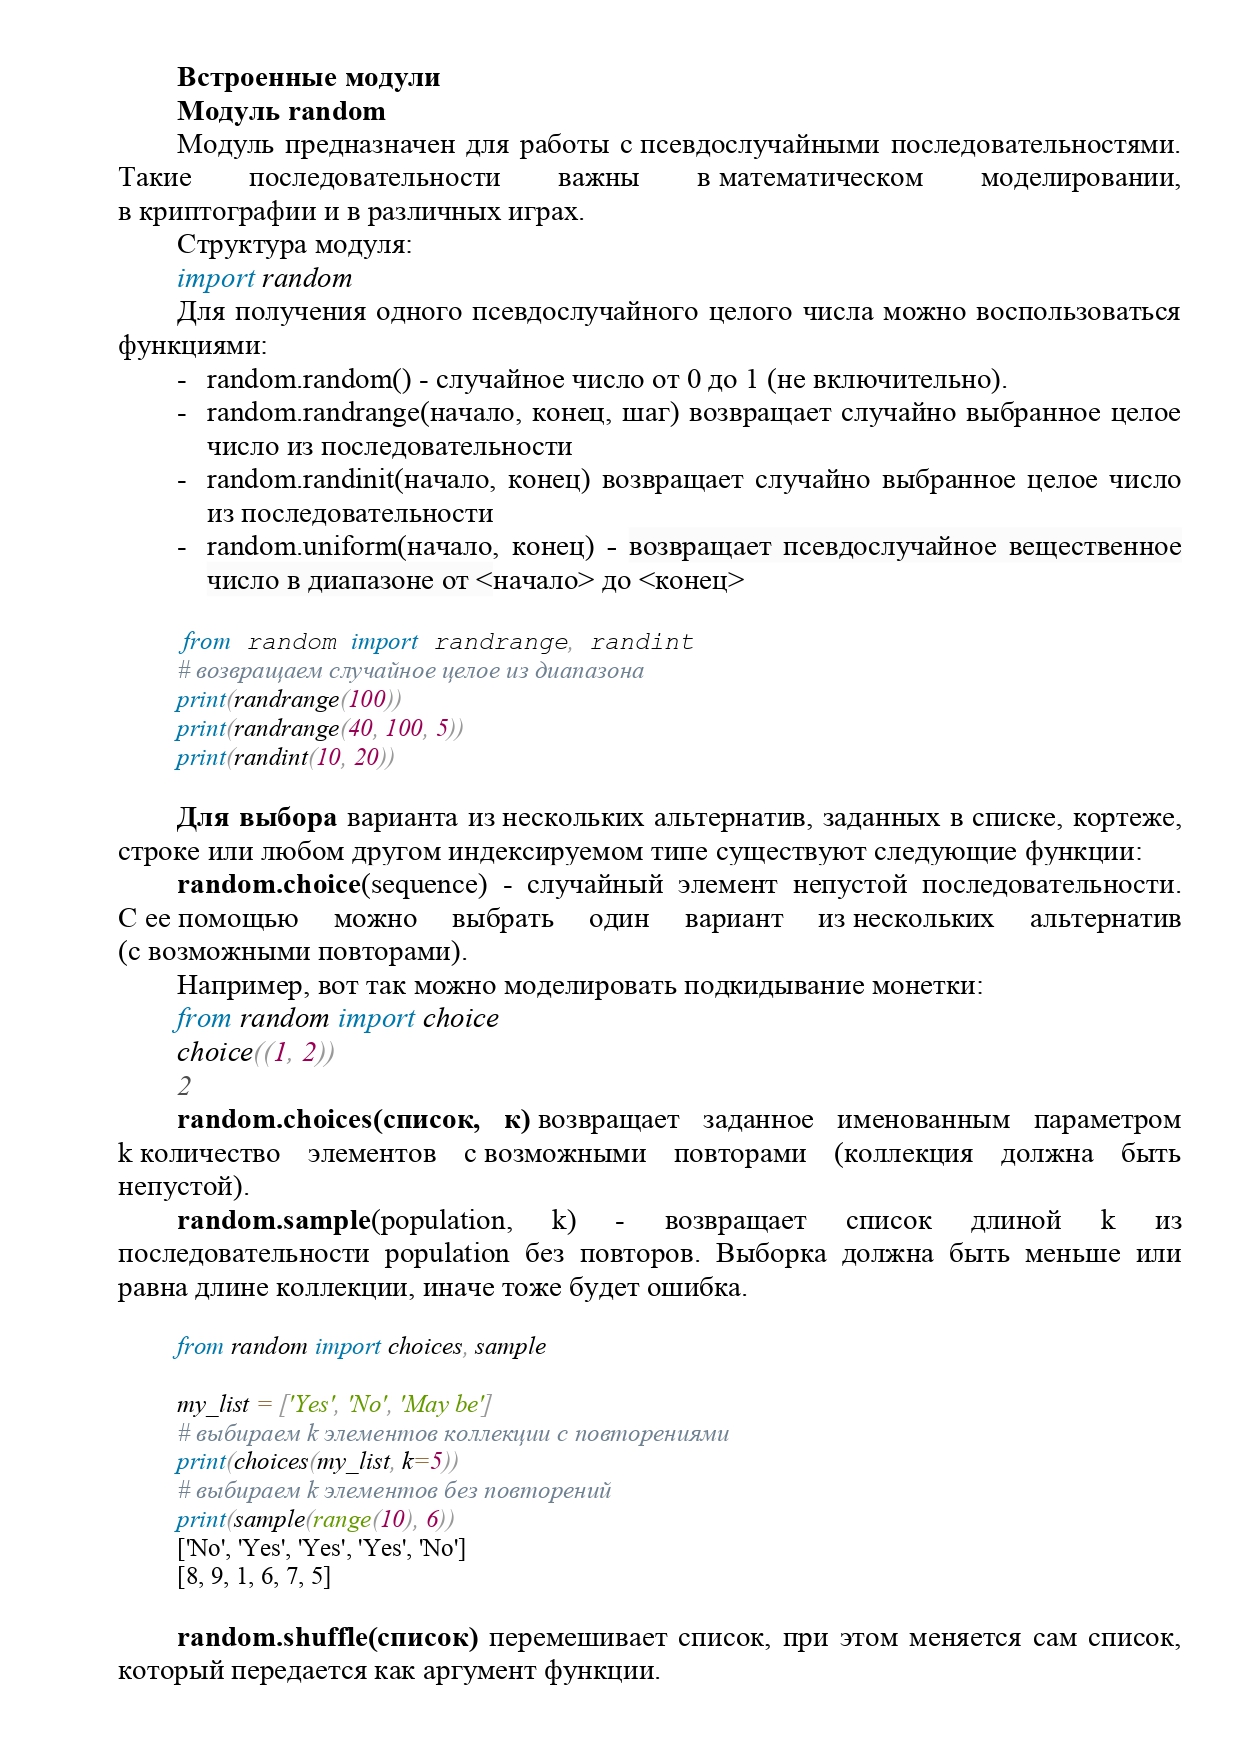 Встроенные модули
Модуль random
Модуль предназначен для работы с псевдослучайными последовательностями.
Такие последовательности важны в математическом моделировании,
в криптографии и в различных играх.
Структура модуля:
import random
Для получения одного псевдослучайного целого числа можно воспользоваться
функциями:
- random.random() - случайное число от 0 до 1 (не включительно).
- random.randrange(начало, конец, шаг) возвращает случайно выбранное целое
число из последовательности
- random.randinit(начало, конец) возвращает случайно выбранное целое число
из последовательности
- random.uniform(начало, конец) - возвращает псевдослучайное вещественное
число в диапазоне от <начало> до <конец>
from random import randrange, randint
# возвращаем случайное целое из диапазона
print(randrange(100))
print(randrange(40, 100, 5))
print(randint(10, 20))
Для выбора варианта из нескольких альтернатив, заданных в списке, кортеже,
строке или любом другом индексируемом типе существуют следующие функции:
random.choice(sequence) - случайный элемент непустой последовательности.
С ее помощью можно выбрать один вариант из нескольких альтернатив
(с возможными повторами).
Например, вот так можно моделировать подкидывание монетки:
from random import choice
choice((1, 2))
2
random.choices(список, к) возвращает заданное именованным параметром
k количество элементов с возможными повторами (коллекция должна быть
непустой).
random.sample(population, k) - возвращает список длиной k из
последовательности population без повторов. Выборка должна быть меньше или
равна длине коллекции, иначе тоже будет ошибка.
from random import choices, sample
my_list = ['Yes', 'No', 'May be']
# выбираем k элементов коллекции с повторениями
print(choices(my_list, k=5))
# выбираем k элементов без повторений
print(sample(range(10), 6))
['No', 'Yes', 'Yes', 'Yes', 'No']
[8, 9, 1, 6, 7, 5]
random.shuffle(список) перемешивает список, при этом меняется сам список,
который передается как аргумент функции.